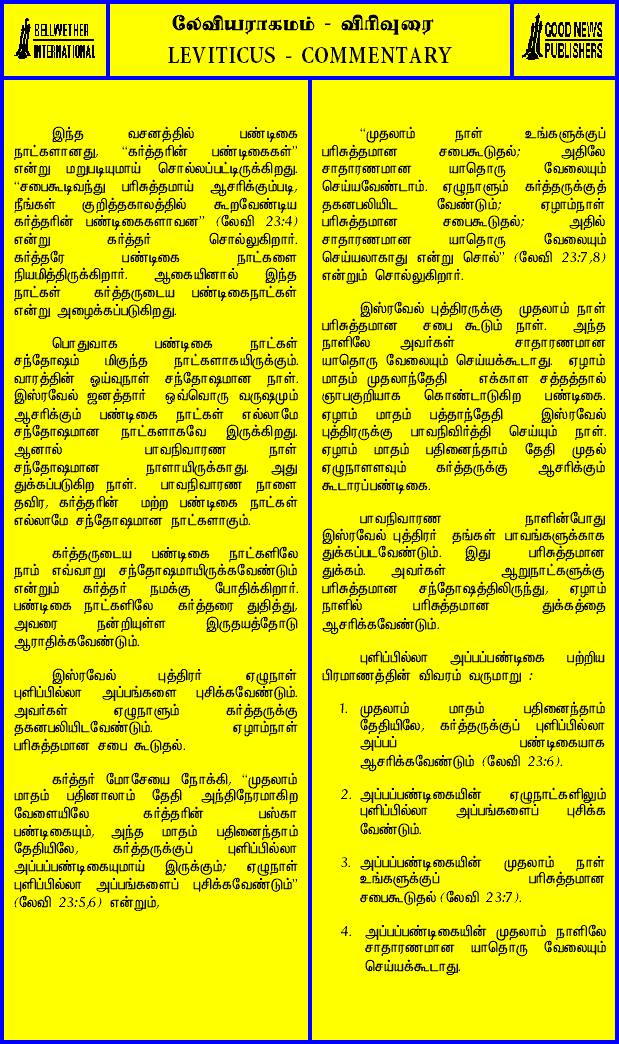 BELLWETHER
INTERNATIONAL
லேவியராகமம் - விரிவுரை
LEVITICUS - COMMENTARY
GOOD NEWS
PUBLISHERS
இந்த வசனத்தில் பண்டிகை
நாட்களானது, “கர்த்தரின் பண்டிகைகள்”
என்று மறுபடியுமாய் சொல்லப்பட்டிருக்கிறது.
“சபைகூடிவந்து பரிசுத்தமாய் ஆசரிக்கும்படி,
நீங்கள் குறித்தகாலத்தில் கூறவேண்டிய
கர்த்தரின் பண்டிகைகளாவன” (லேவி 23:4)
என்று கர்த்தர் சொல்லுகிறார்.
கர்த்தரே பண்டிகை நாட்களை
நியமித்திருக்கிறார். ஆகையினால் இந்த
நாட்கள் கர்த்தருடைய பண்டிகைநாட்கள்
என்று அழைக்கப்படுகிறது.
பொதுவாக பண்டிகை நாட்கள்
சந்தோஷம் மிகுந்த நாட்களாகயிருக்கும்.
வாரத்தின் ஓய்வுநாள் சந்தோஷமான நாள்.
இஸ்ரவேல் ஜனத்தார் ஒவ்வொரு வருஷமும்
ஆசரிக்கும் பண்டிகை நாட்கள் எல்லாமே
சந்தோஷமான நாட்களாகவே இருக்கிறது.
ஆனால் பாவநிவாரண நாள்
சந்தோஷமான நாளாயிருக்காது. அது
துக்கப்படுகிற நாள். பாவநிவாரண நாளை
தவிர, கர்த்தரின் மற்ற பண்டிகை நாட்கள்
எல்லாமே சந்தோஷமான நாட்களாகும்.
கர்த்தருடைய பண்டிகை நாட்களிலே
நாம் எவ்வாறு சந்தோஷமாயிருக்கவேண்டும்
என்றும் கர்த்தர் நமக்கு போதிக்கிறார்.
பண்டிகை நாட்களிலே கர்த்தரை துதித்து,
அவரை நன்றியுள்ள இருதயத்தோடு
ஆராதிக்கவேண்டும்.
இஸ்ரவேல் புத்திரர் ஏழுநாள்
புளிப்பில்லா அப்பங்களை புசிக்கவேண்டும்.
அவர்கள் ஏழுநாளும் கர்த்தருக்கு
தகனபலியிடவேண்டும். ஏழாம்நாள்
பரிசுத்தமான சபை கூடுதல்.
கர்த்தர் மோசேயை நோக்கி, “முதலாம்
மாதம் பதினாலாம் தேதி அந்திநேரமாகிற
வேளையிலே கர்த்தரின் பஸ்கா
பண்டிகையும், அந்த மாதம் பதினைந்தாம்
தேதியிலே, கர்த்தருக்குப் புளிப்பில்லா
அப்பப்பண்டிகையுமாய் இருக்கும்; ஏழுநாள்
புளிப்பில்லா அப்பங்களைப் புசிக்கவேண்டும்”
(லேவி 23:5,6) என்றும்,
“முதலாம் நாள் உங்களுக்குப்
பரிசுத்தமான சபைகூடுதல்; அதிலே
சாதாரணமான யாதொரு வேலையும்
செய்யவேண்டாம். ஏழுநாளும் கர்த்தருக்குத்
தகனபலியிட வேண்டும்; ஏழாம்நாள்
பரிசுத்தமான சபைகூடுதல்; அதில்
சாதாரணமான யாதொரு வேலையும்
செய்யலாகாது என்று சொல்” (லேவி 23:7,8)
என்றும் சொல்லுகிறார்.
இஸ்ரவேல் புத்திரருக்கு முதலாம் நாள்
பரிசுத்தமான சபை கூடும் நாள். அந்த
நாளிலே அவர்கள் சாதாரணமான
யாதொரு வேலையும் செய்யக்கூடாது. ஏழாம்
மாதம் முதலாந்தேதி எக்காள சத்தத்தால்
ஞாபகுறியாக கொண்டாடுகிற பண்டிகை.
ஏழாம் மாதம் பத்தாந்தேதி இஸ்ரவேல்
புத்திரருக்கு பாவநிவிர்த்தி செய்யும் நாள்.
ஏழாம் மாதம் பதினைந்தாம் தேதி முதல்
ஏழுநாளளவும் கர்த்தருக்கு ஆசரிக்கும்
கூடாரப்பண்டிகை.
பாவநிவாரண நாளின்போது
இஸ்ரவேல் புத்திரர் தங்கள் பாவங்களுக்காக
துக்கப்படவேண்டும். இது பரிசுத்தமான
துக்கம். அவர்கள் ஆறுநாட்களுக்கு
பரிசுத்தமான சந்தோஷத்திலிருந்து, ஏழாம்
நாளில் பரிசுத்தமான துக்கத்தை
ஆசரிக்கவேண்டும்.
புளிப்பில்லா அப்பப்பண்டிகை பற்றிய
பிரமாணத்தின் விவரம் வருமாறு :
1. முதலாம் மாதம் பதினைந்தாம்
தேதியிலே, கர்த்தருக்குப் புளிப்பில்லா
அப்பப் பண்டிகையாக
ஆசரிக்கவேண்டும் (லேவி 23:6).
2. அப்பப்பண்டிகையின் ஏழுநாட்களிலும்
புளிப்பில்லா அப்பங்களைப் புசிக்க
வேண்டும்.
3. அப்பப்பண்டிகையின் முதலாம் நாள்
உங்களுக்குப் பரிசுத்தமான
சபைகூடுதல் (லேவி 23:7).
4. அப்பப்பண்டிகையின் முதலாம் நாளிலே
சாதாரணமான யாதொரு வேலையும்
செய்யக்கூடாது.